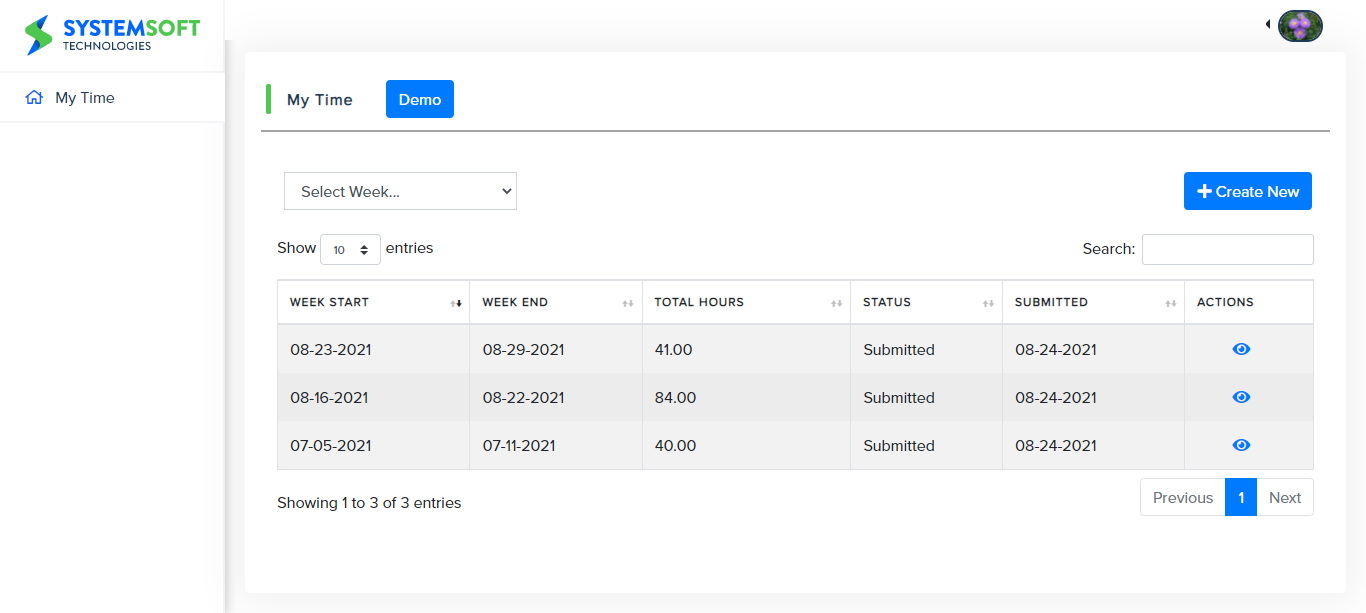 SYSTEMSOFT
TECHNOLOGIES
My Time
My Time
Demo
Select Week...
Create New
Show 10 entries
Search:
WEEK START WEEK END TOTAL HOURS STATUS SUBMITTED ACTIONS
08-23-2021 08-29-2021 41.00 Submitted 08-24-2021
08-16-2021 08-22-2021 84.00 Submitted 08-24-2021
07-05-2021 07-11-2021 40.00 Submitted 08-24-2021
Showing 1 to 3 of 3 entries
Previous 1 Next